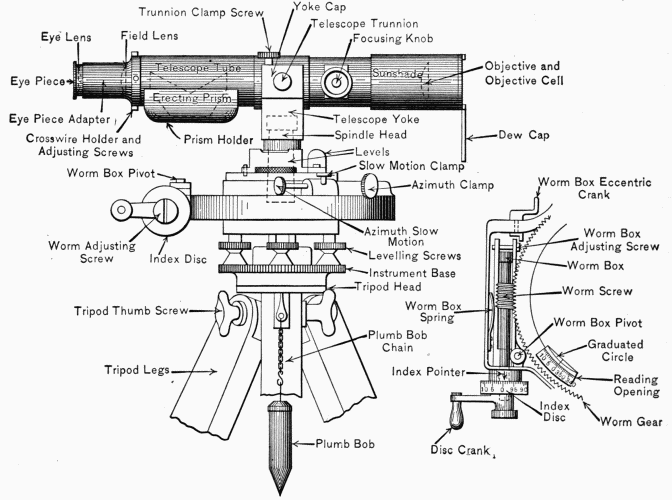 Yoke Cap
Trunnion Clamp Screw
Telescope Trunnion
Focusing Knob
Eye Lens
Field Lens
Telescope Tube
Sunshade
Objective and
Objective Cell
Eye Piece
Erecting Prism
Eye Piece Adapter
Telescope Yoke
Crosswire Holder and
Adjusting Screws
Prism Holder
Spindle Head
Dew Cap
Levels
Slow Motion Clamp
Worm Box Pivot
Azimuth Clamp
Worm Adjusting
Screw
Index Disc
Azimuth Slow
Motion
Levelling Screws
Instrument Base
Tripod Head
Tripod Thumb Screw
Plumb Bob
Chain
Tripod Legs
Plumb Bob
Worm Box Eccentric
Crank
Worm Box
Adjusting Screw
Worm Box
Worm Screw
Worm Box
Spring
Worm Box Pivot
Graduated
Circle
Index Pointer
Reading
Opening
10 5 0 95 90
Index
Disc
Worm Gear
Disc Crank